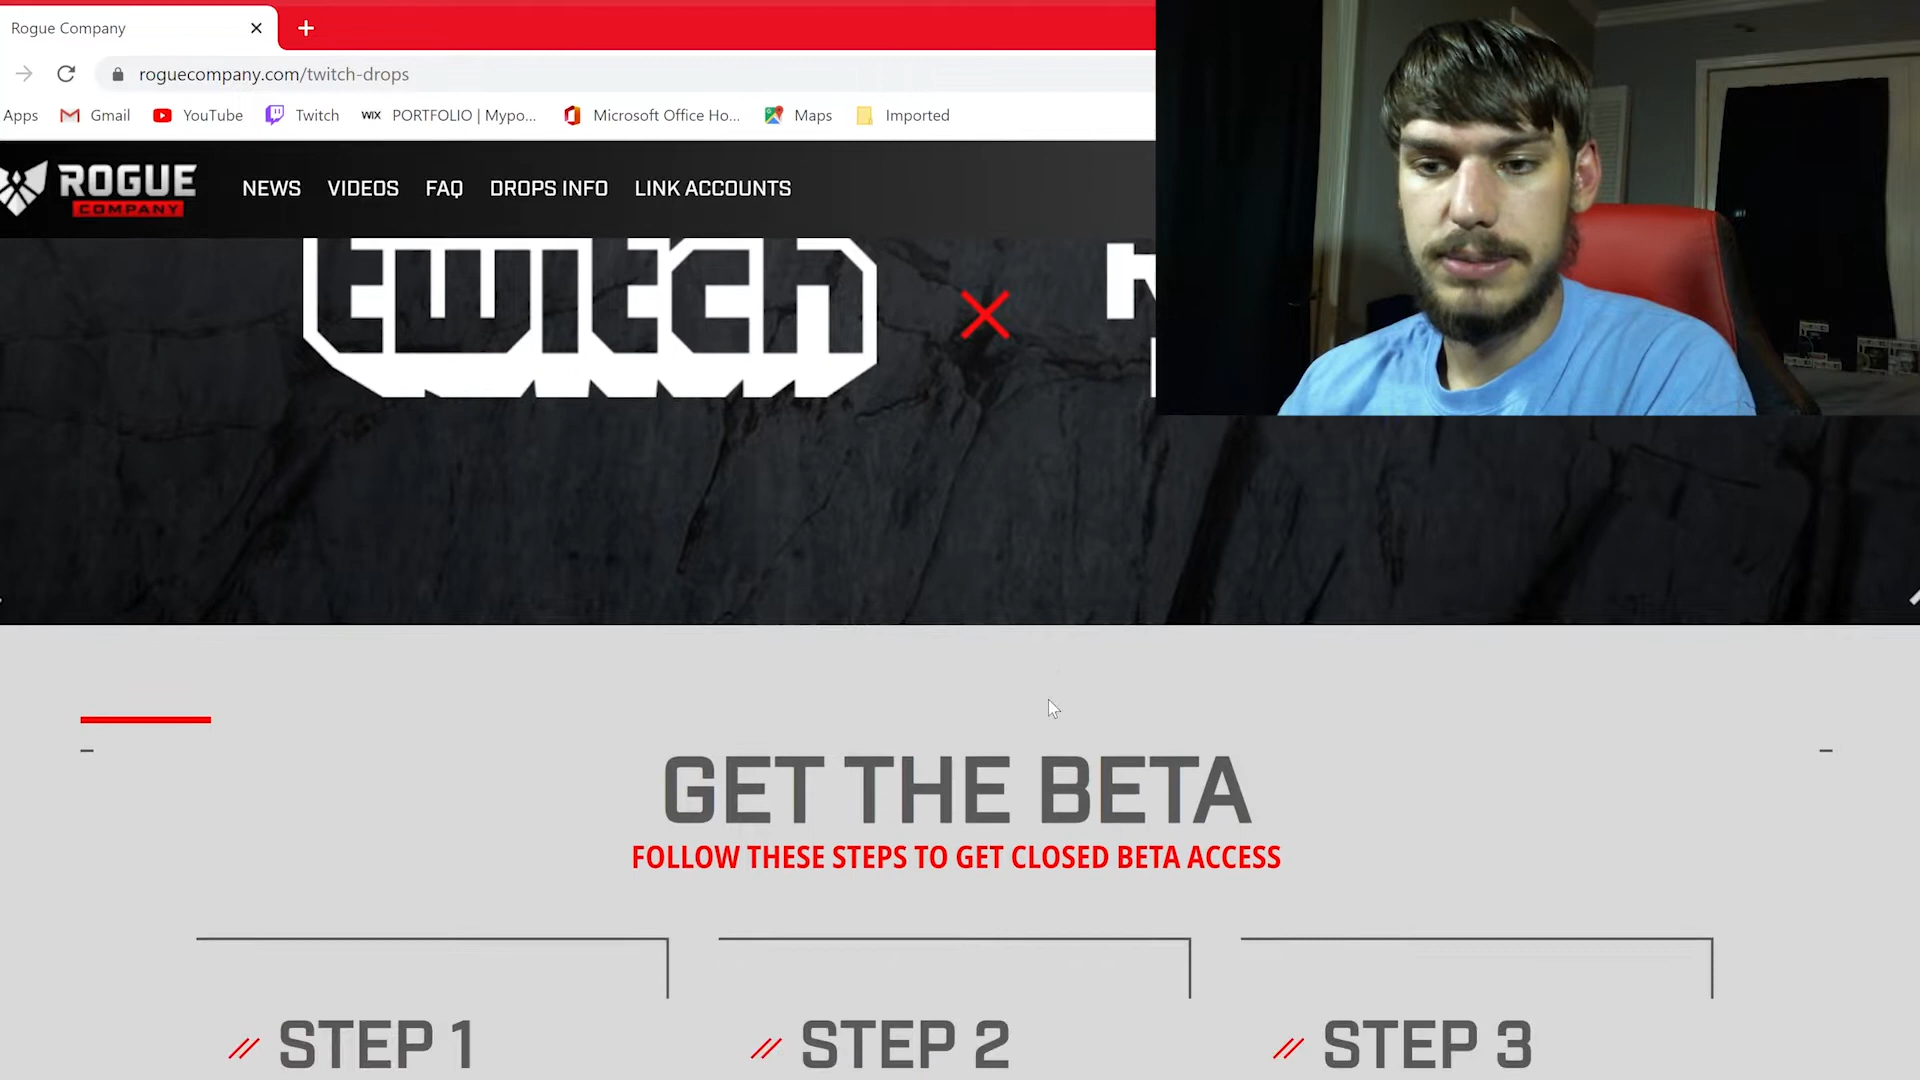 Rogue Company
roguecompany.com/twitch-drops
Apps Gmail YouTube Twitch WIX PORTFOLIO | Mypo... Microsoft Office Ho... Maps Imported
ROGUE
COMPANY
NEWS VIDEOS FAQ DROPS INFO LINK ACCOUNTS
twitch
GET THE BETA
FOLLOW THESE STEPS TO GET CLOSED BETA ACCESS
// STEP 1 // STEP 2 // STEP 3